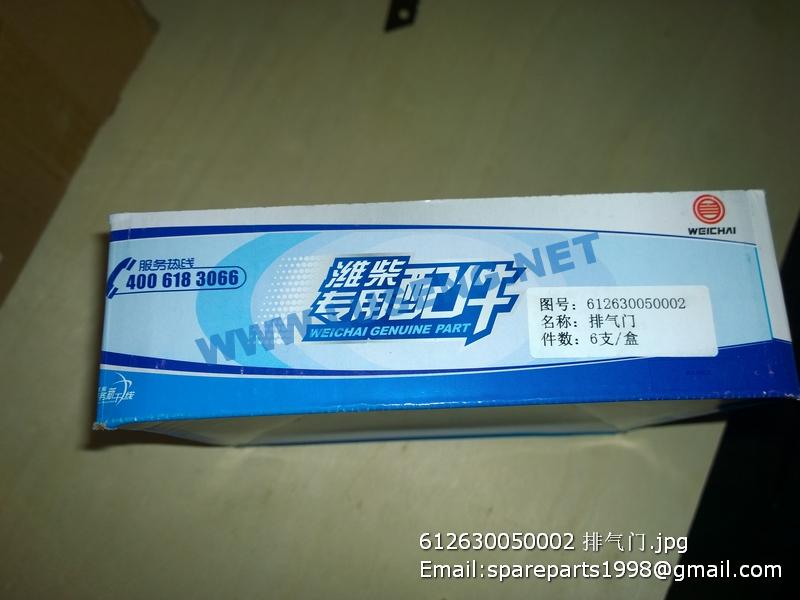 WEICHAI
服务热线
400 618 3066
潍柴
专用配件
WEICHAI GENUINE PART
图号: 612630050002
名称: 排气门
件数: 6支/盒
612630050002 排气门.jpg
Email:spareparts1998@gmail.com